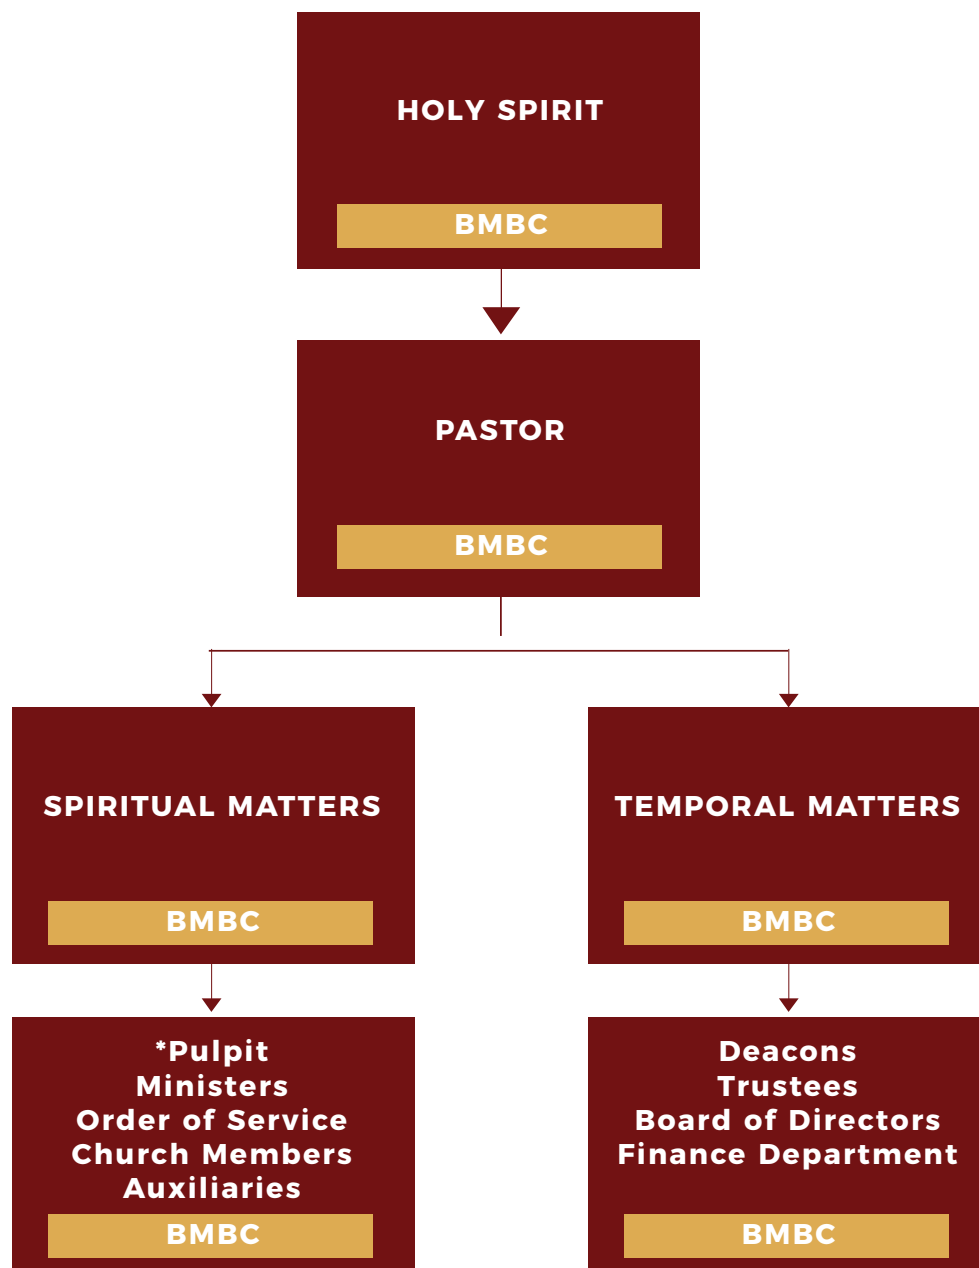 HOLY SPIRIT
BMBC
PASTOR
BMBC
SPIRITUAL MATTERS
BMBC
TEMPORAL MATTERS
BMBC
*Pulpit
Ministers
Order of Service
Church Members
Auxiliaries
BMBC
Deacons
Trustees
Board of Directors
Finance Department
BMBC